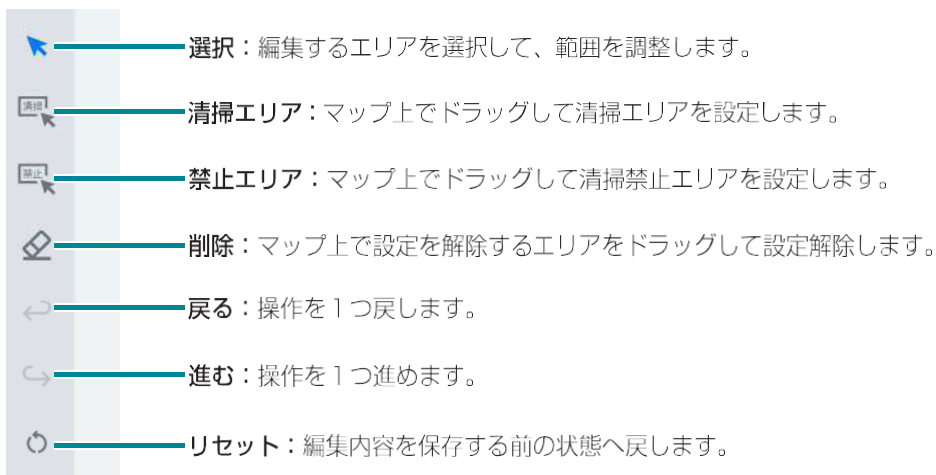 選択：編集するエリアを選択して、範囲を調整します。
清掃
清掃エリア：マップ上でドラッグして清掃エリアを設定します。
禁止
禁止エリア：マップ上でドラッグして清掃禁止エリアを設定します。
削除：マップ上で設定を解除するエリアをドラッグして設定解除します。
戻る：操作を1つ戻します。
進む：操作を1つ進めます。
リセット：編集内容を保存する前の状態へ戻します。